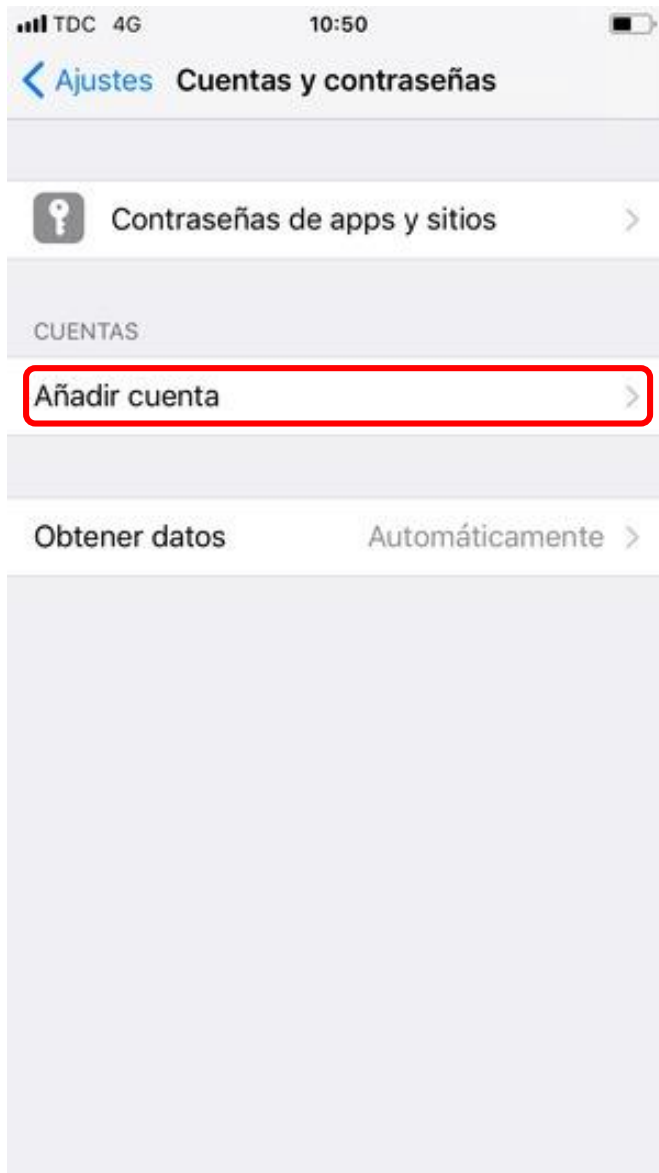 TDC 4G 10:50
Ajustes Cuentas y contraseñas
Contraseñas de apps y sitios
CUENTAS
Añadir cuenta
Obtener datos Automáticamente